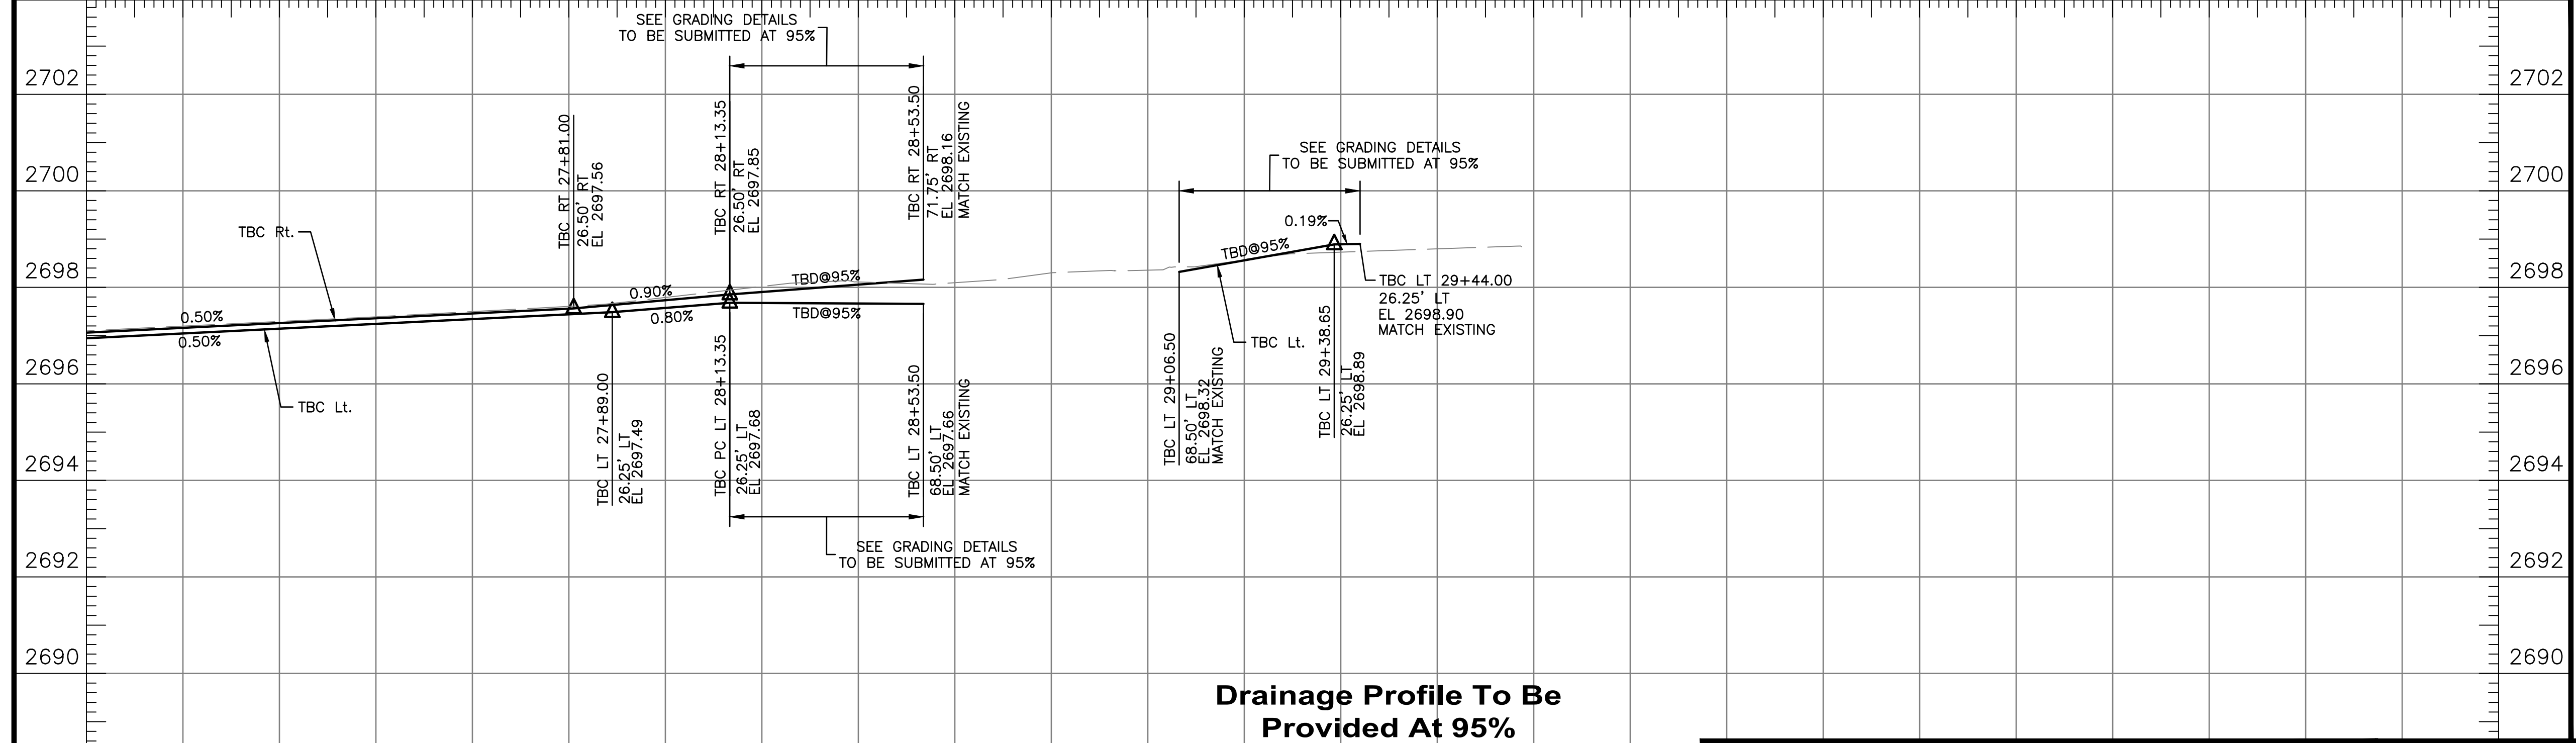 SEE GRADING DETAILS
TO BE SUBMITTED AT 95%
2702
2700
2698
2696
2694
2692
2690
TBC Rt.
0.50%
0.50%
TBC Lt.
TBC RT 27+81.00
26.50' RT
EL 2697.56
TBC LT 27+89.00
26.25' LT
EL 2697.49
0.90%
0.80%
TBC RT 28+13.35
26.50' RT
EL 2697.85
TBC PC LT 28+13.35
26.25' LT
EL 2697.68
TBD@95%
TBD@95%
TBC RT 28+53.50
71.75' RT
EL 2698.16
MATCH EXISTING
TBC LT 28+53.50
68.50' LT
EL 2697.66
MATCH EXISTING
SEE GRADING DETAILS
TO BE SUBMITTED AT 95%
SEE GRADING DETAILS
TO BE SUBMITTED AT 95%
0.19%
TBD@95%
TBC Lt.
TBC LT 29+06.50
68.50' LT
EL 2698.32
MATCH EXISTING
TBC LT 29+38.65
26.25' LT
EL 2698.89
TBC LT 29+44.00
26.25' LT
EL 2698.90
MATCH EXISTING
2702
2700
2698
2696
2694
2692
2690
Drainage Profile To Be
Provided At 95%